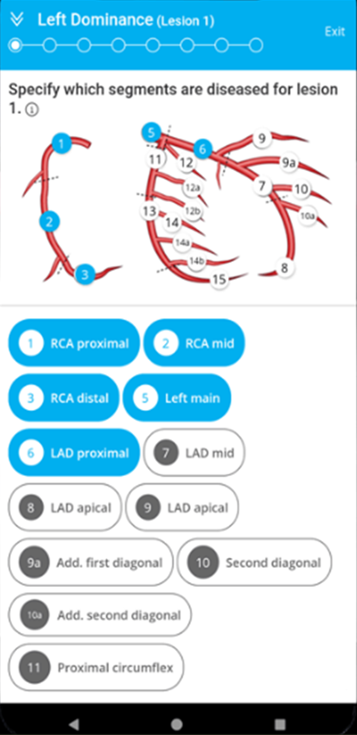 Left Dominance (Lesion 1)
Exit
Specify which segments are diseased for lesion
1. i
1
5
6
9
11
12
9a
12a
7
10
2
13
14
12b
10a
14a
14b
3
15
8
1 RCA proximal
2 RCA mid
3 RCA distal
5 Left main
6 LAD proximal
7 LAD mid
8 LAD apical
9 LAD apical
9a Add. first diagonal
10 Second diagonal
10a Add. second diagonal
11 Proximal circumflex